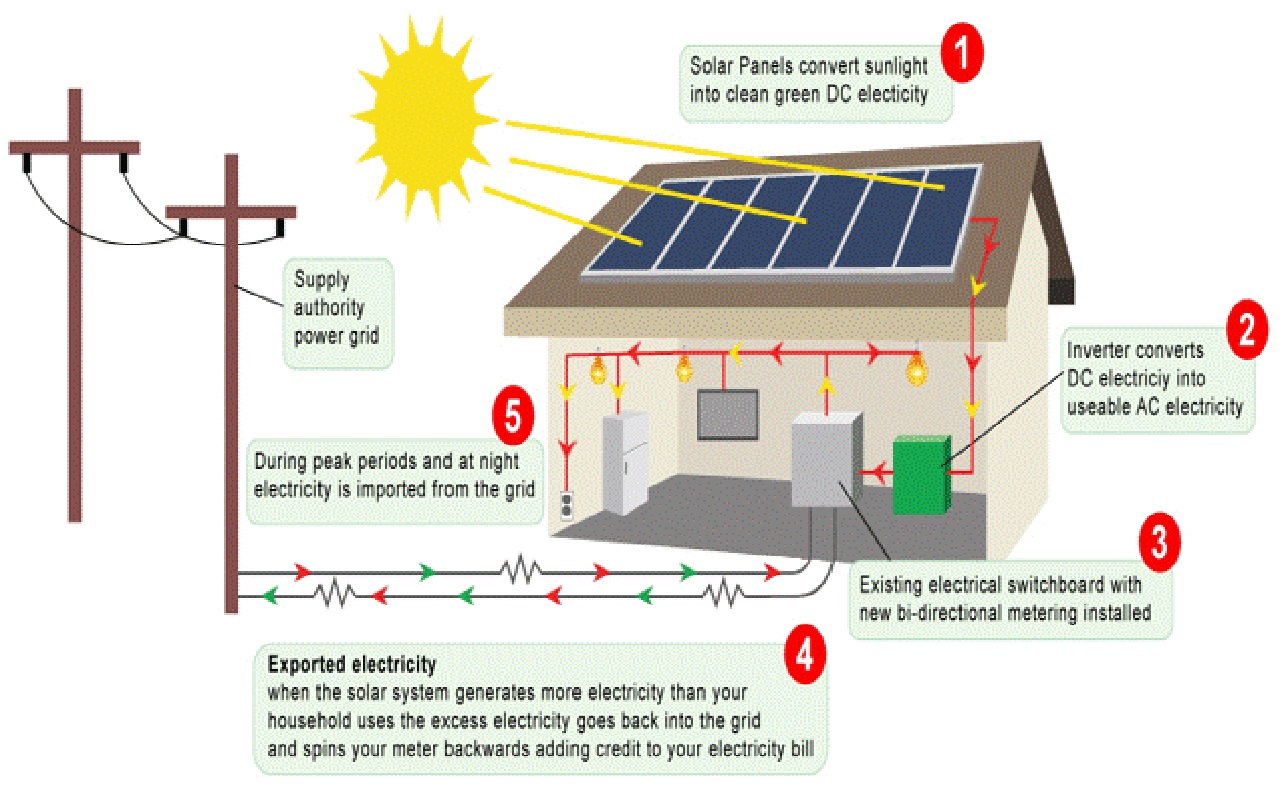 1
Solar Panels convert sunlight
into clean green DC electicity
Supply
authority
power grid
2
Inverter converts
DC electriciy into
useable AC electricity
5
During peak periods and at night
electricity is imported from the grid
3
Existing electrical switchboard with
new bi-directional metering installed
4
Exported electricity
when the solar system generates more electricity than your
household uses the excess electricity goes back into the grid
and spins your meter backwards adding credit to your electricity bill